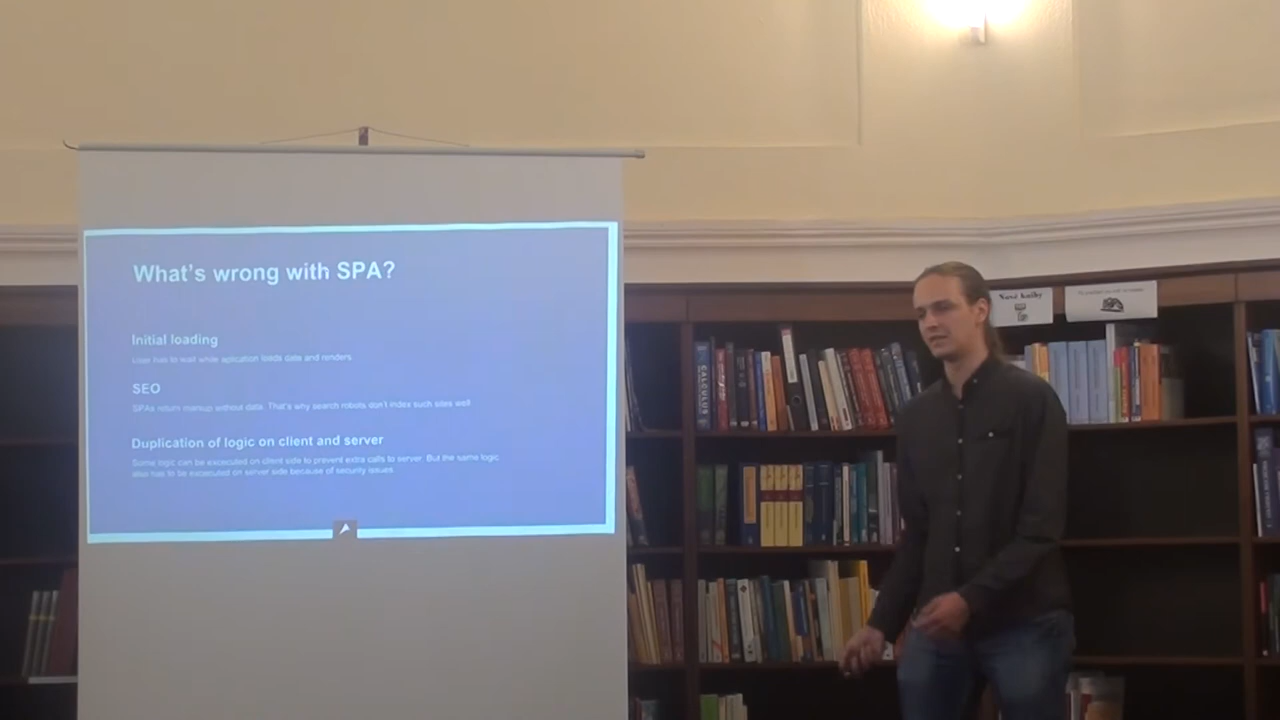 What's wrong with SPA?
Initial loading
User has to wait while aplication loads data and renders
SEO
SPAs return markup without data. That's why search robots don't index such sites well
Duplication of logic on client and server
Some logic can be excecuted on client side to prevent extra calls to server. But the same logic
also has to be excecuted on server side because of security issues
Nové knihy
CALCULUS